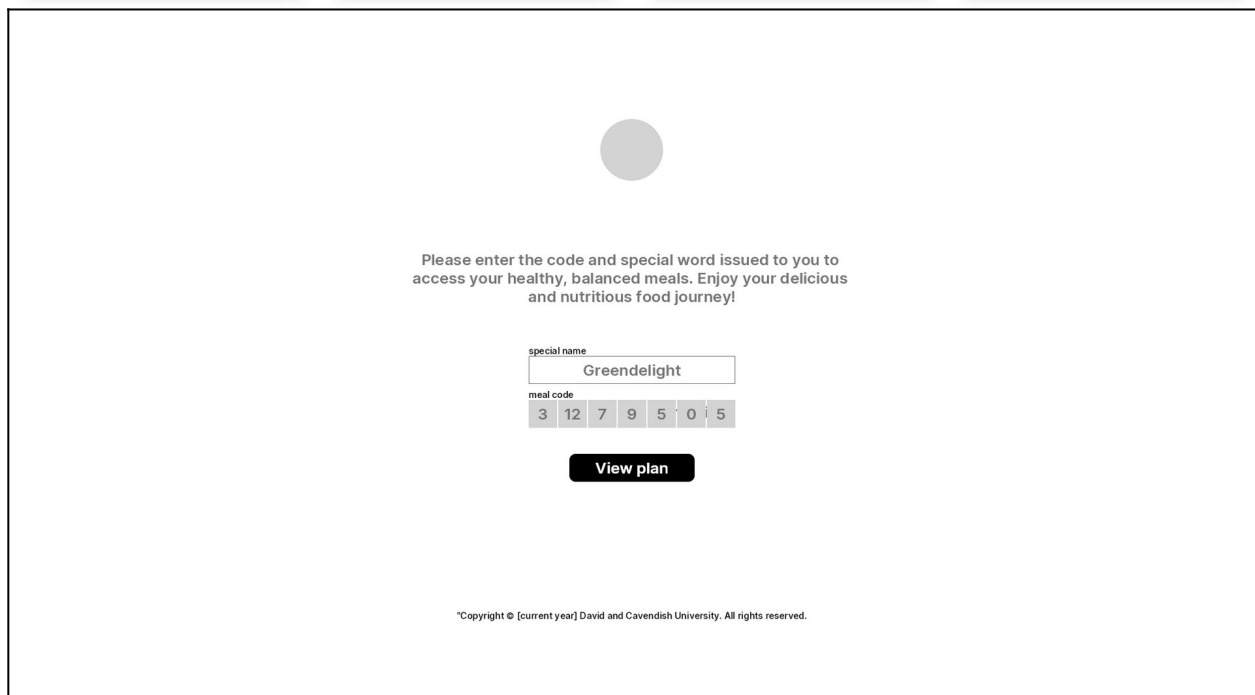 Please enter the code and special word issued to you to
access your healthy, balanced meals. Enjoy your delicious
and nutritious food journey!
special name
Greendelight
meal code
3 12 7 9 5 0 5
View plan
"Copyright © [current year] David and Cavendish University. All rights reserved.